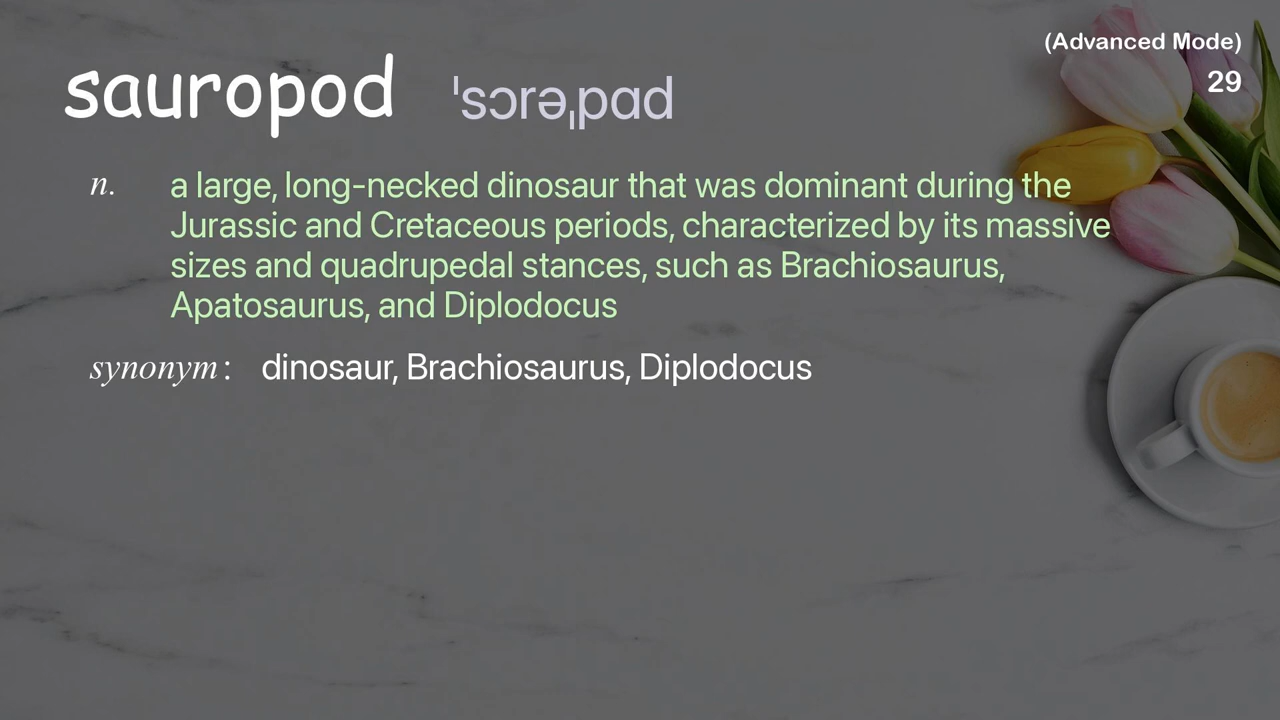 (Advanced Mode)
sauropod ˈsɔrəˌpɑd 29
n. a large, long-necked dinosaur that was dominant during the
Jurassic and Cretaceous periods, characterized by its massive
sizes and quadrupedal stances, such as Brachiosaurus,
Apatosaurus, and Diplodocus
synonym: dinosaur, Brachiosaurus, Diplodocus